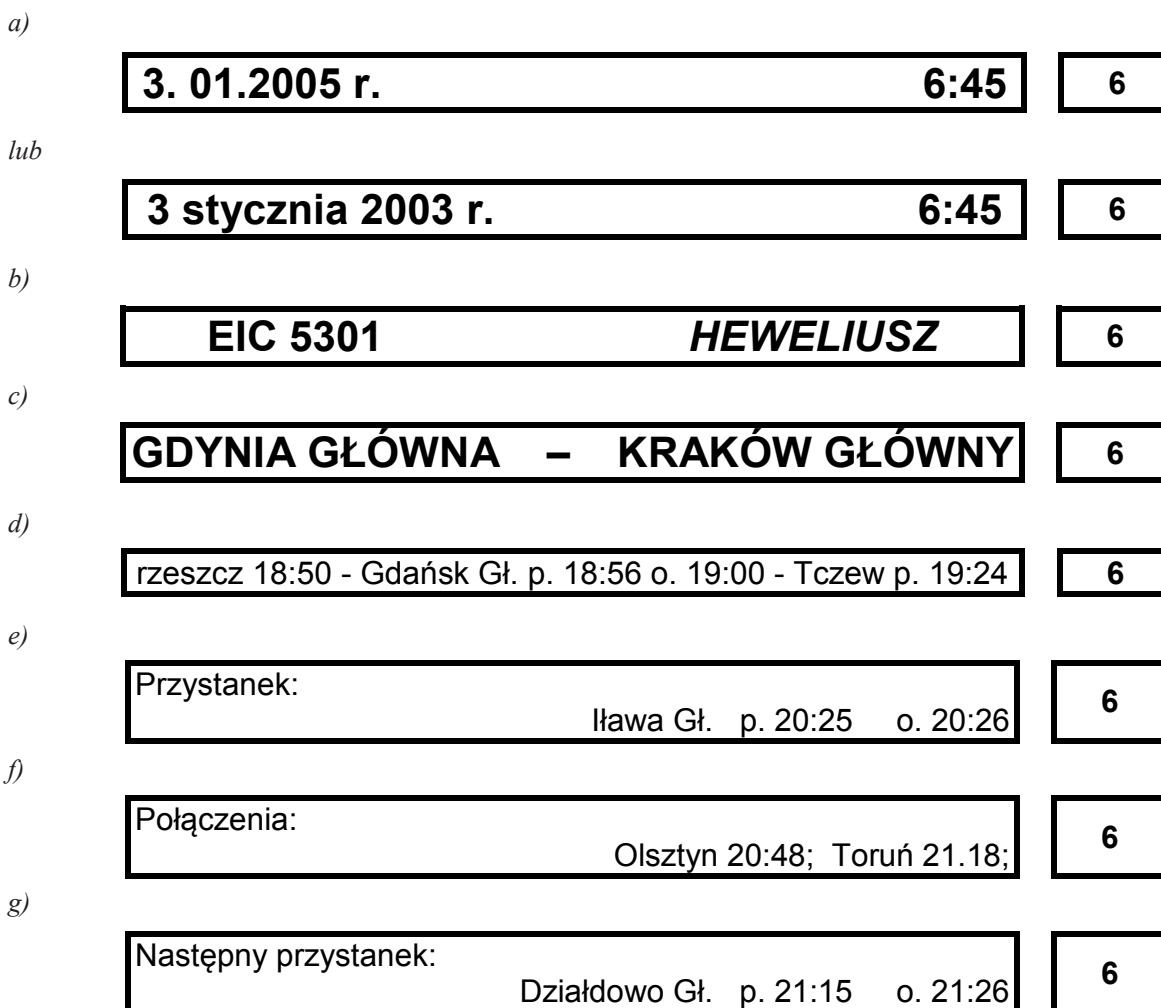 a)
3. 01.2005 r. 6:45 6
lub
3 stycznia 2003 r. 6:45 6
b)
EIC 5301 HEWELIUSZ 6
c)
GDYNIA GŁÓWNA – KRAKÓW GŁÓWNY 6
d)
rzeszcz 18:50 - Gdańsk Gł. p. 18:56 o. 19:00 - Tczew p. 19:24 6
e)
Przystanek:
Iława Gł. p. 20:25 o. 20:26 6
f)
Połączenia:
Olsztyn 20:48; Toruń 21.18; 6
g)
Następny przystanek:
Działdowo Gł. p. 21:15 o. 21:26 6